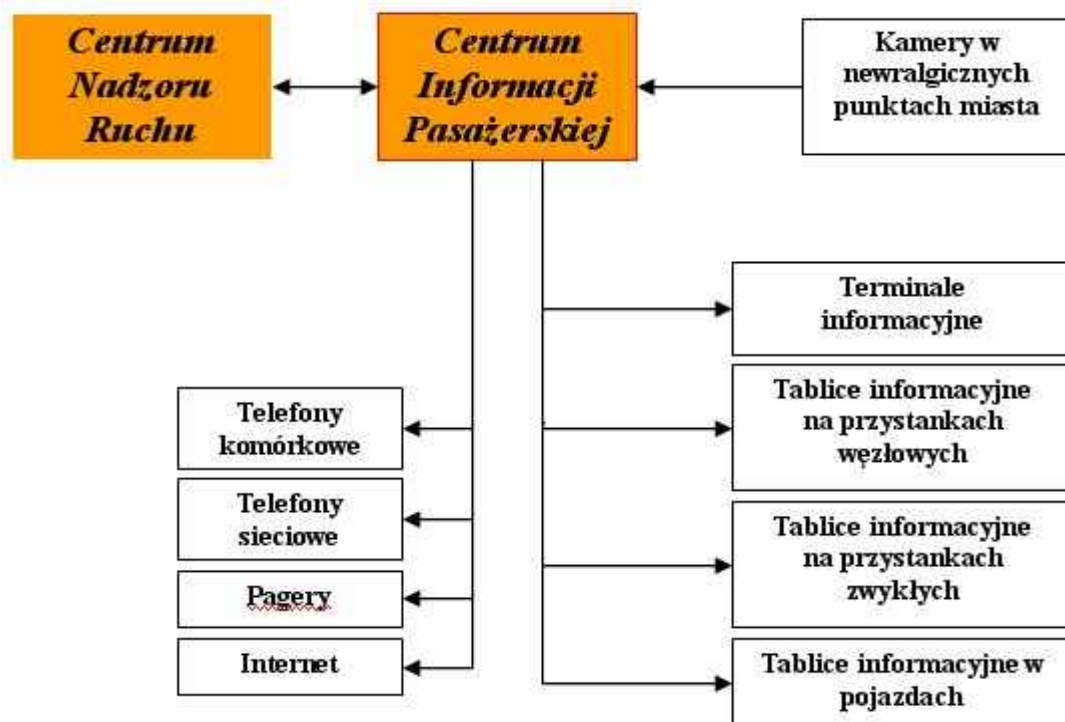 Centrum
Nadzoru
Ruchu
Centrum
Informacji
Pasażerskiej
Kamery w
newralgicznych
punktach miasta
Terminale
informacyjne
Tablice informacyjne
na przystankach
węzłowych
Tablice informacyjne
na przystankach
zwykłych
Tablice informacyjne w
pojazdach
Telefony
komórkowe
Telefony
sieciowe
Pagery
Internet